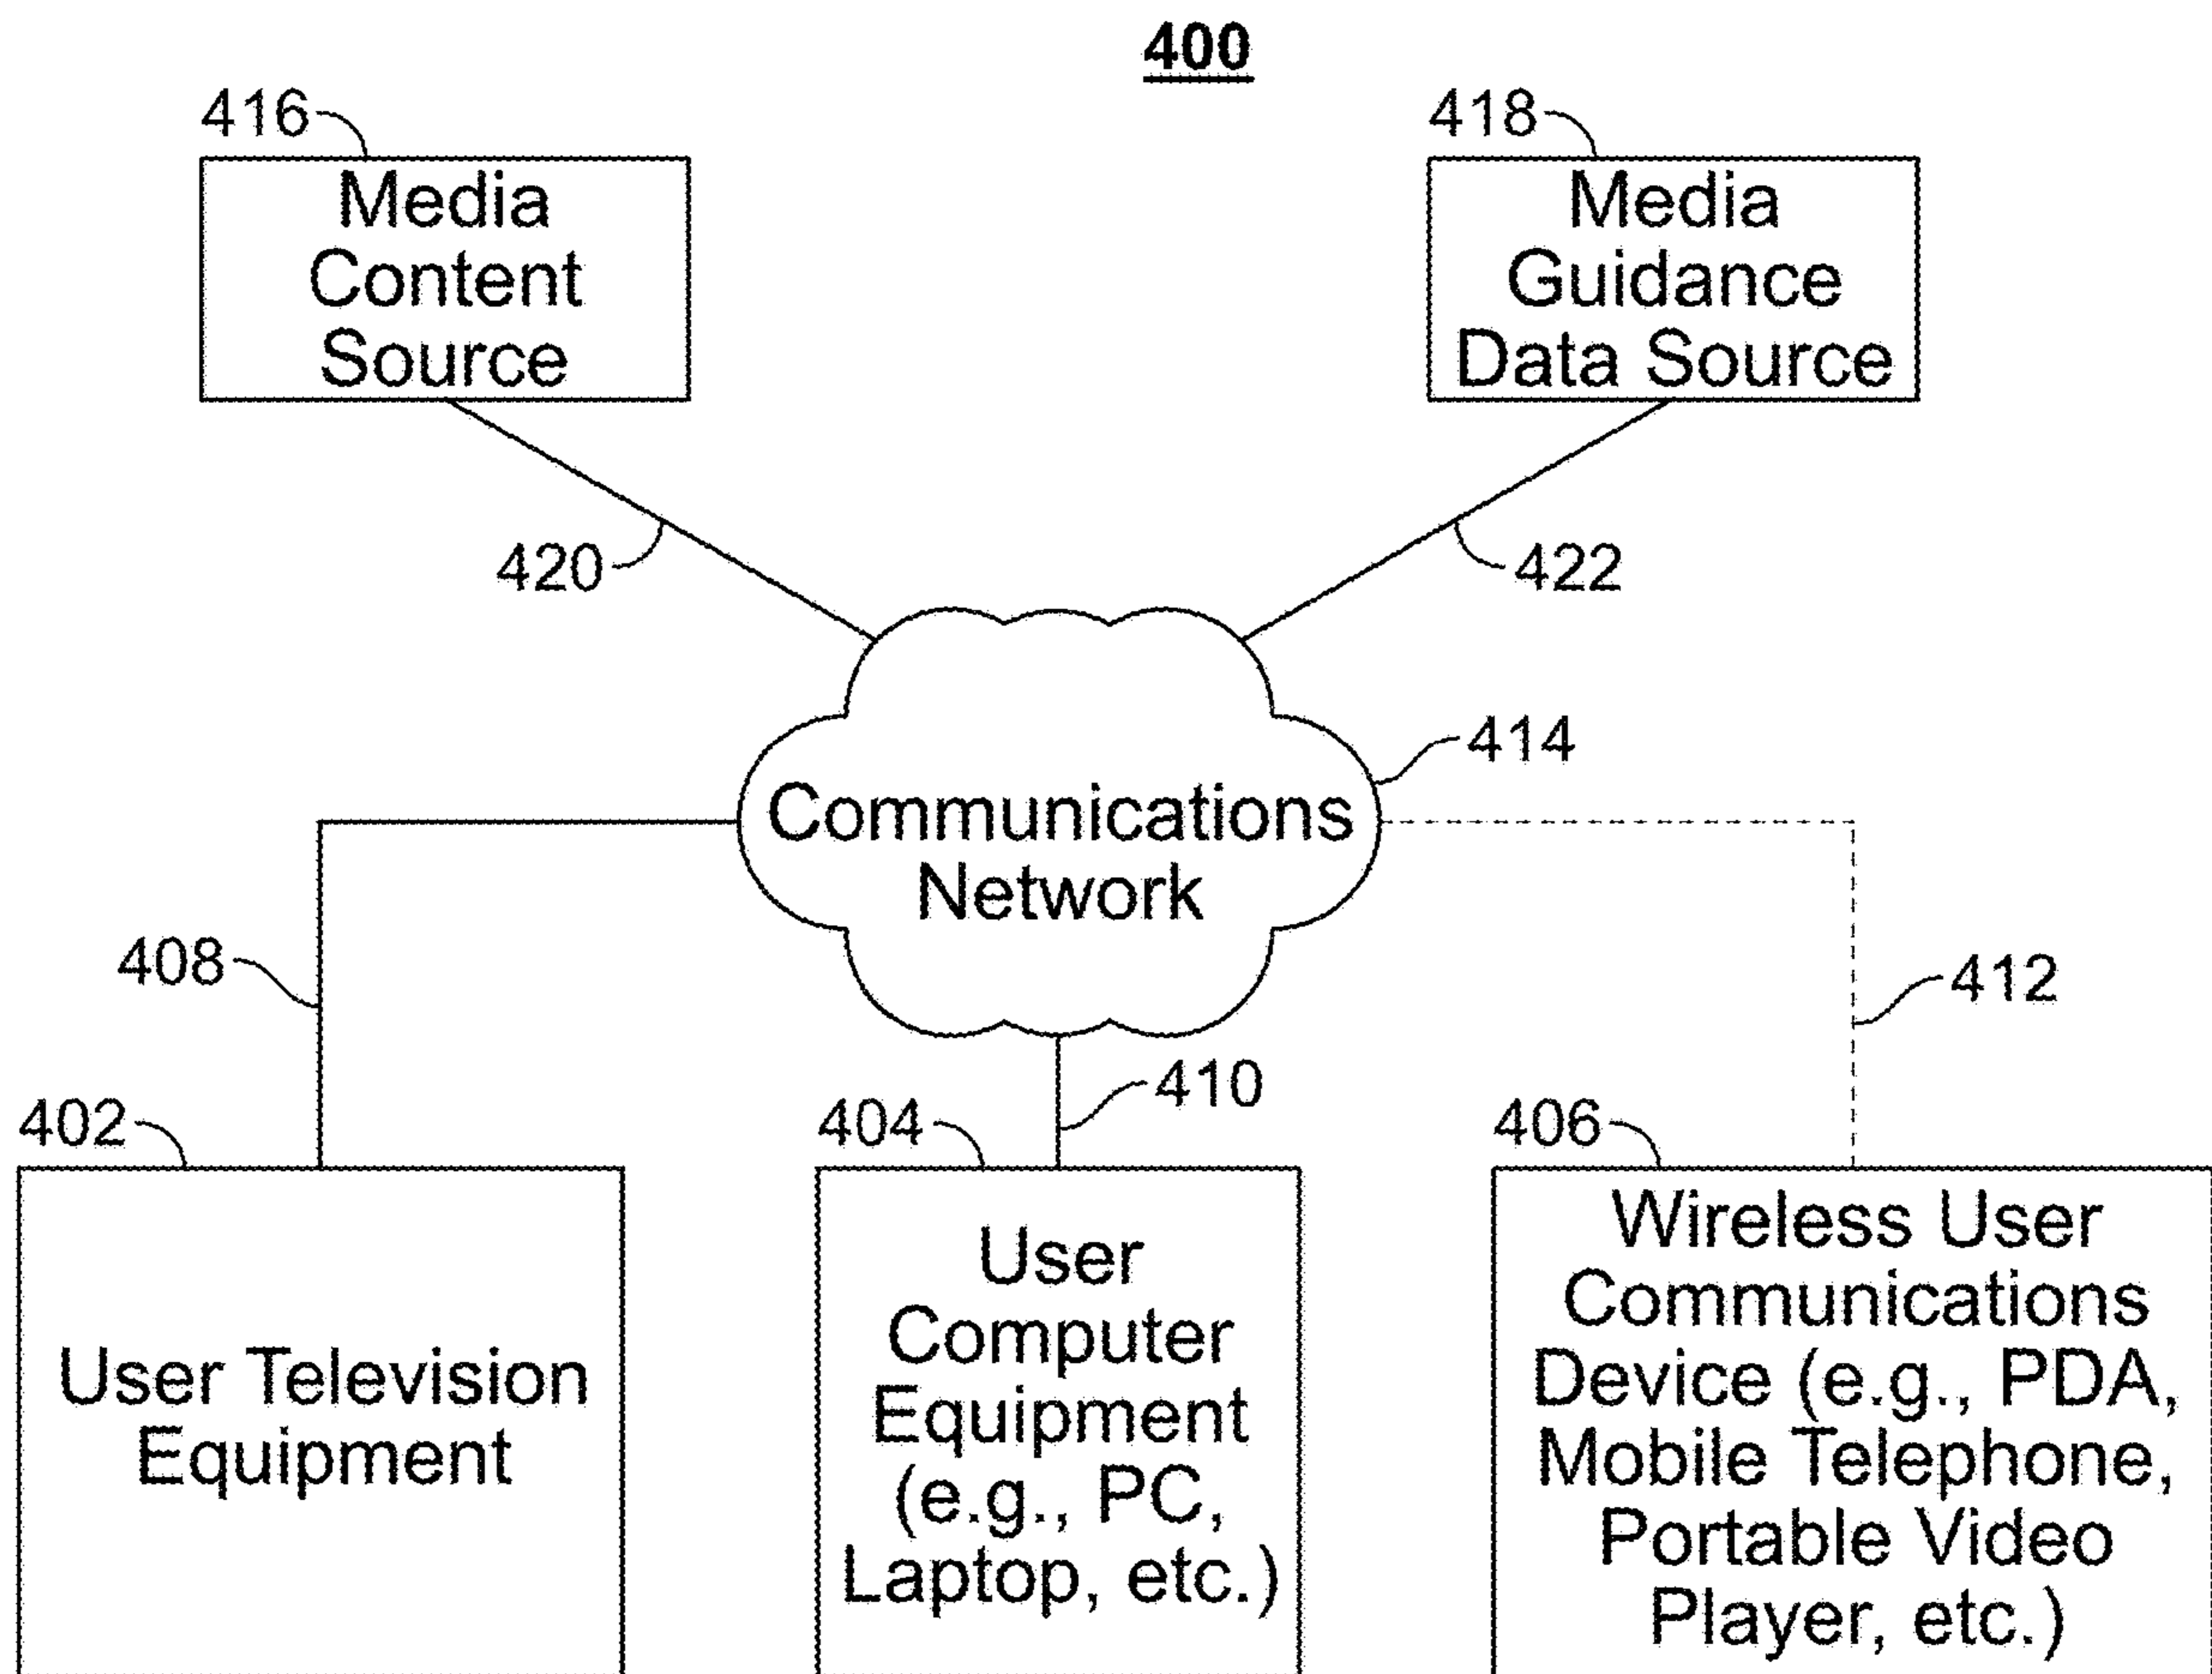 400
416
418
Media
Content
Source
Media
Guidance
Data Source
420
422
414
Communications
Network
408
412
410
402
404
406
User Television
Equipment
User
Computer
Equipment
(e.g., PC,
Laptop, etc.)
Wireless User
Communications
Device (e.g., PDA,
Mobile Telephone,
Portable Video
Player, etc.)